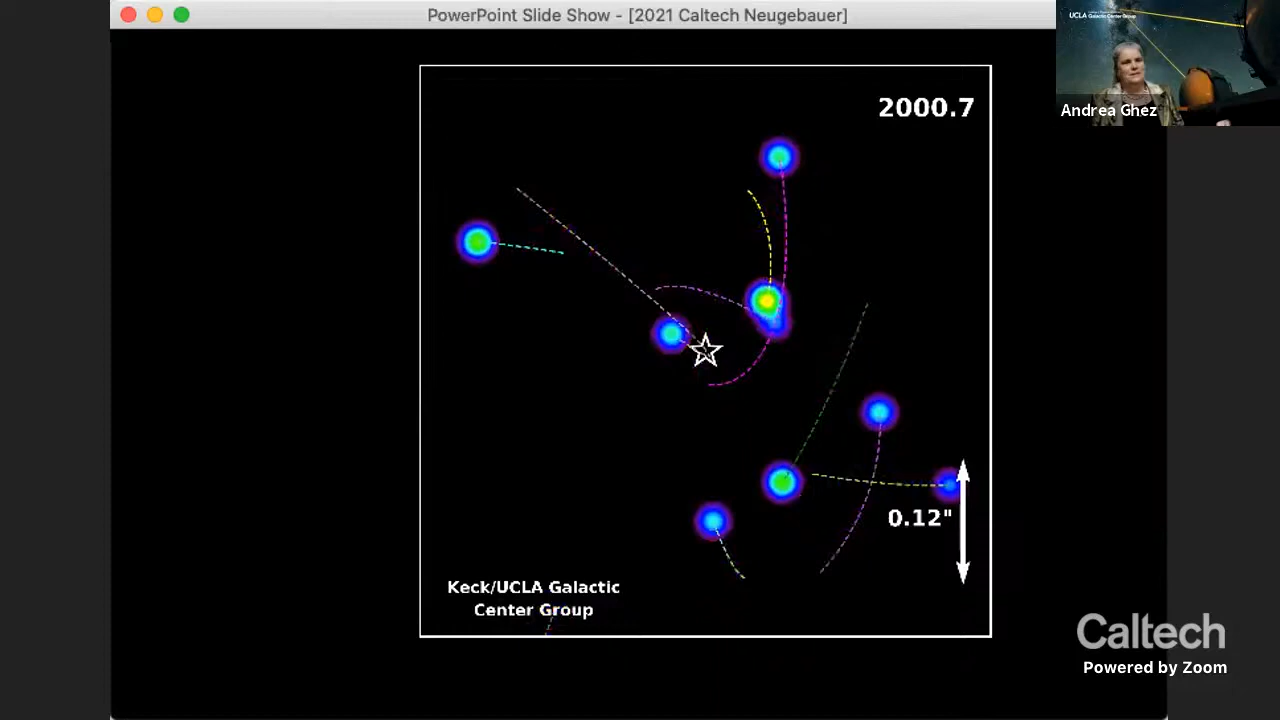 PowerPoint Slide Show - [2021 Caltech Neugebauer]
UCLA
Galactic Center Group
Andrea Ghez
2000.7
0.12"
Keck/UCLA Galactic
Center Group
Caltech
Powered by Zoom